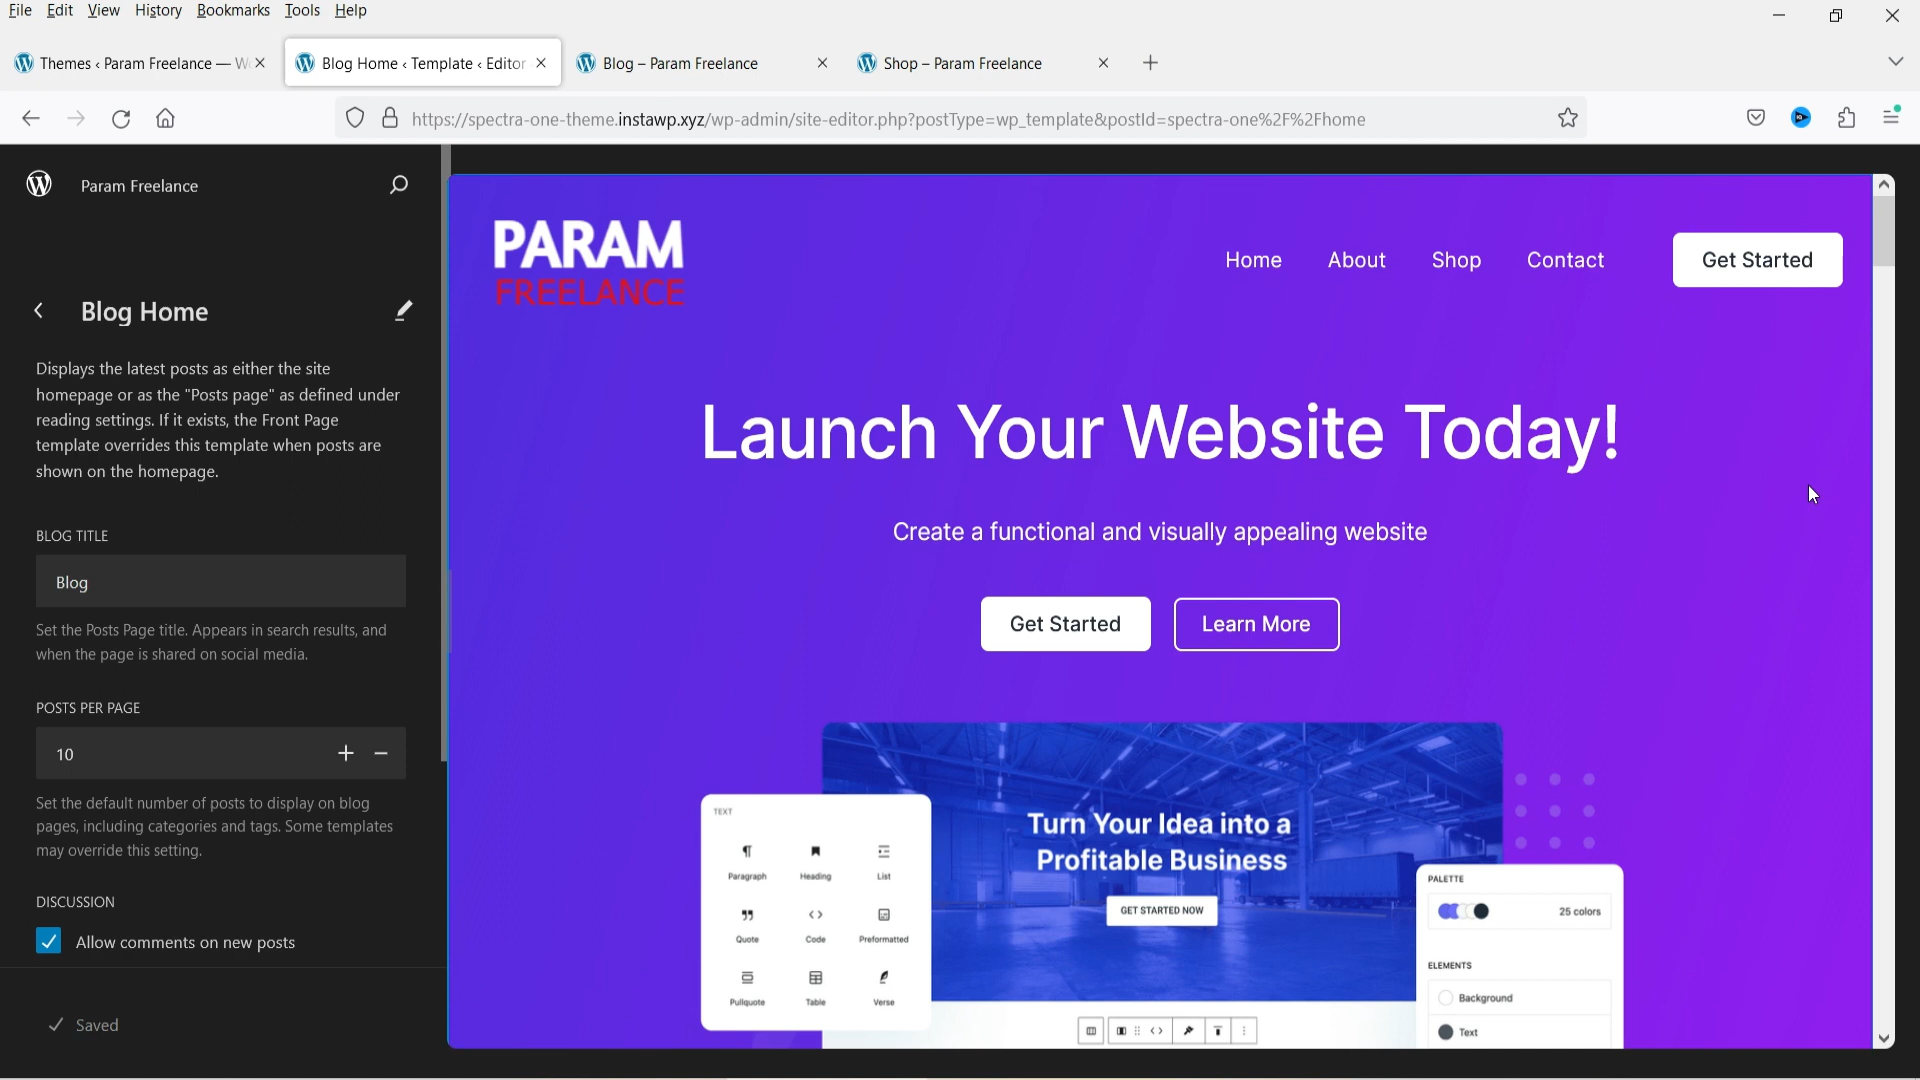 File Edit View History Bookmarks Tools Help
Themes ‹ Param Freelance — W
Blog Home ‹ Template ‹ Editor
Blog – Param Freelance
Shop – Param Freelance
https://spectra-one-theme.instawp.xyz/wp-admin/site-editor.php?postType=wp_template&postId=spectra-one%2F%2Fhome
Param Freelance
Blog Home
Displays the latest posts as either the site
homepage or as the "Posts page" as defined under
reading settings. If it exists, the Front Page
template overrides this template when posts are
shown on the homepage.
BLOG TITLE
Blog
Set the Posts Page title. Appears in search results, and
when the page is shared on social media.
POSTS PER PAGE
10
Set the default number of posts to display on blog
pages, including categories and tags. Some templates
may override this setting.
DISCUSSION
Allow comments on new posts
Saved
PARAM
FREELANCE
Home About Shop Contact Get Started
Launch Your Website Today!
Create a functional and visually appealing website
Get Started Learn More
TEXT
Paragraph Heading List
Quote Code Preformatted
Pullquote Table Verse
Turn Your Idea into a
Profitable Business
GET STARTED NOW
PALETTE
25 colors
ELEMENTS
Background
Text